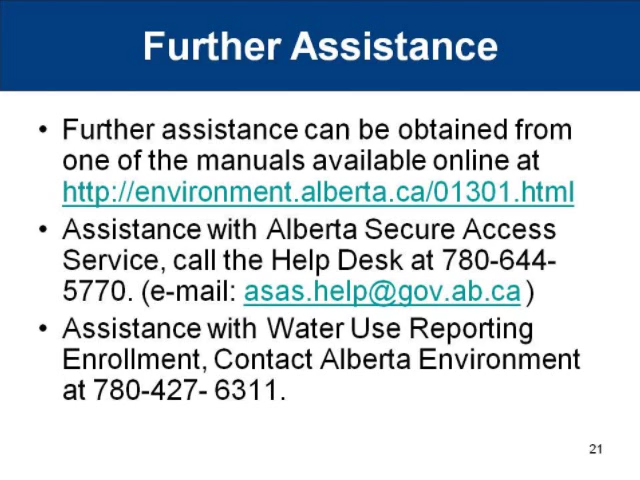 Further Assistance
• Further assistance can be obtained from
one of the manuals available online at
http://environment.alberta.ca/01301.html
• Assistance with Alberta Secure Access
Service, call the Help Desk at 780-644-
5770. (e-mail: asas.help@gov.ab.ca )
• Assistance with Water Use Reporting
Enrollment, Contact Alberta Environment
at 780-427- 6311.
21